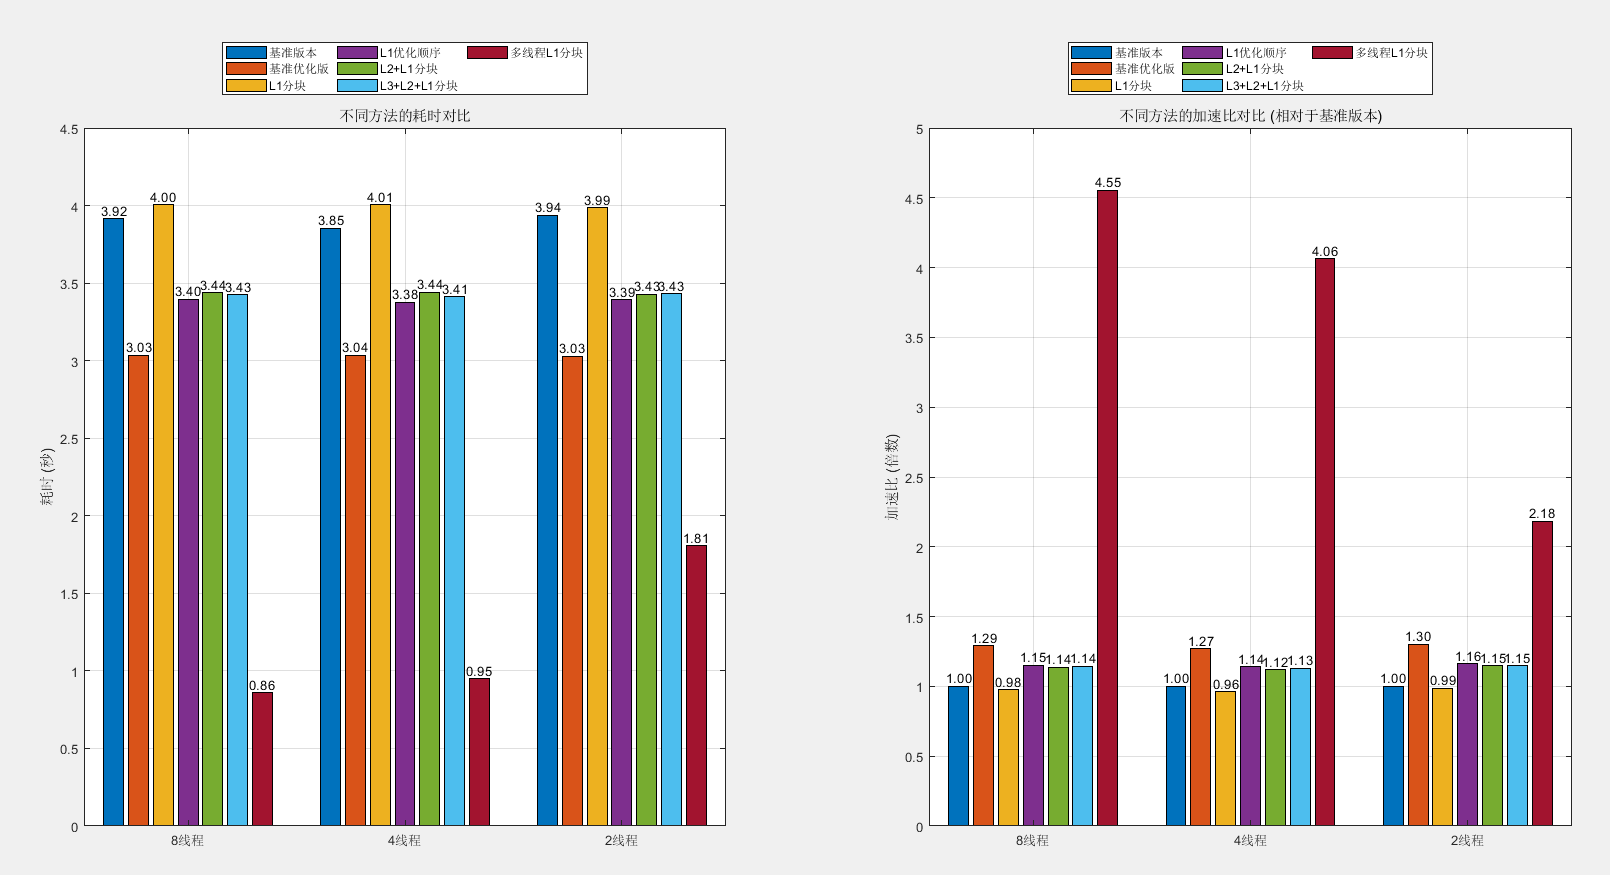 基准版本 L1优化顺序 多线程L1分块
基准优化版 L2+L1分块
L1分块 L3+L2+L1分块
不同方法的耗时对比
4.5
4
3.5
3
2.5
2
1.5
1
0.5
0
耗时 (秒)
3.92 3.03 4.00 3.40 3.44 3.43 0.86
3.85 3.04 4.01 3.38 3.44 3.41 0.95
3.94 3.03 3.99 3.39 3.43 3.43 1.81
8线程 4线程 2线程
基准版本 L1优化顺序 多线程L1分块
基准优化版 L2+L1分块
L1分块 L3+L2+L1分块
不同方法的加速比对比 (相对于基准版本)
5
4.5
4
3.5
3
2.5
2
1.5
1
0.5
0
加速比 (倍数)
1.00 1.29 0.98 1.15 1.14 1.14 4.55
1.00 1.27 0.96 1.14 1.12 1.13 4.06
1.00 1.30 0.99 1.16 1.15 1.15 2.18
8线程 4线程 2线程